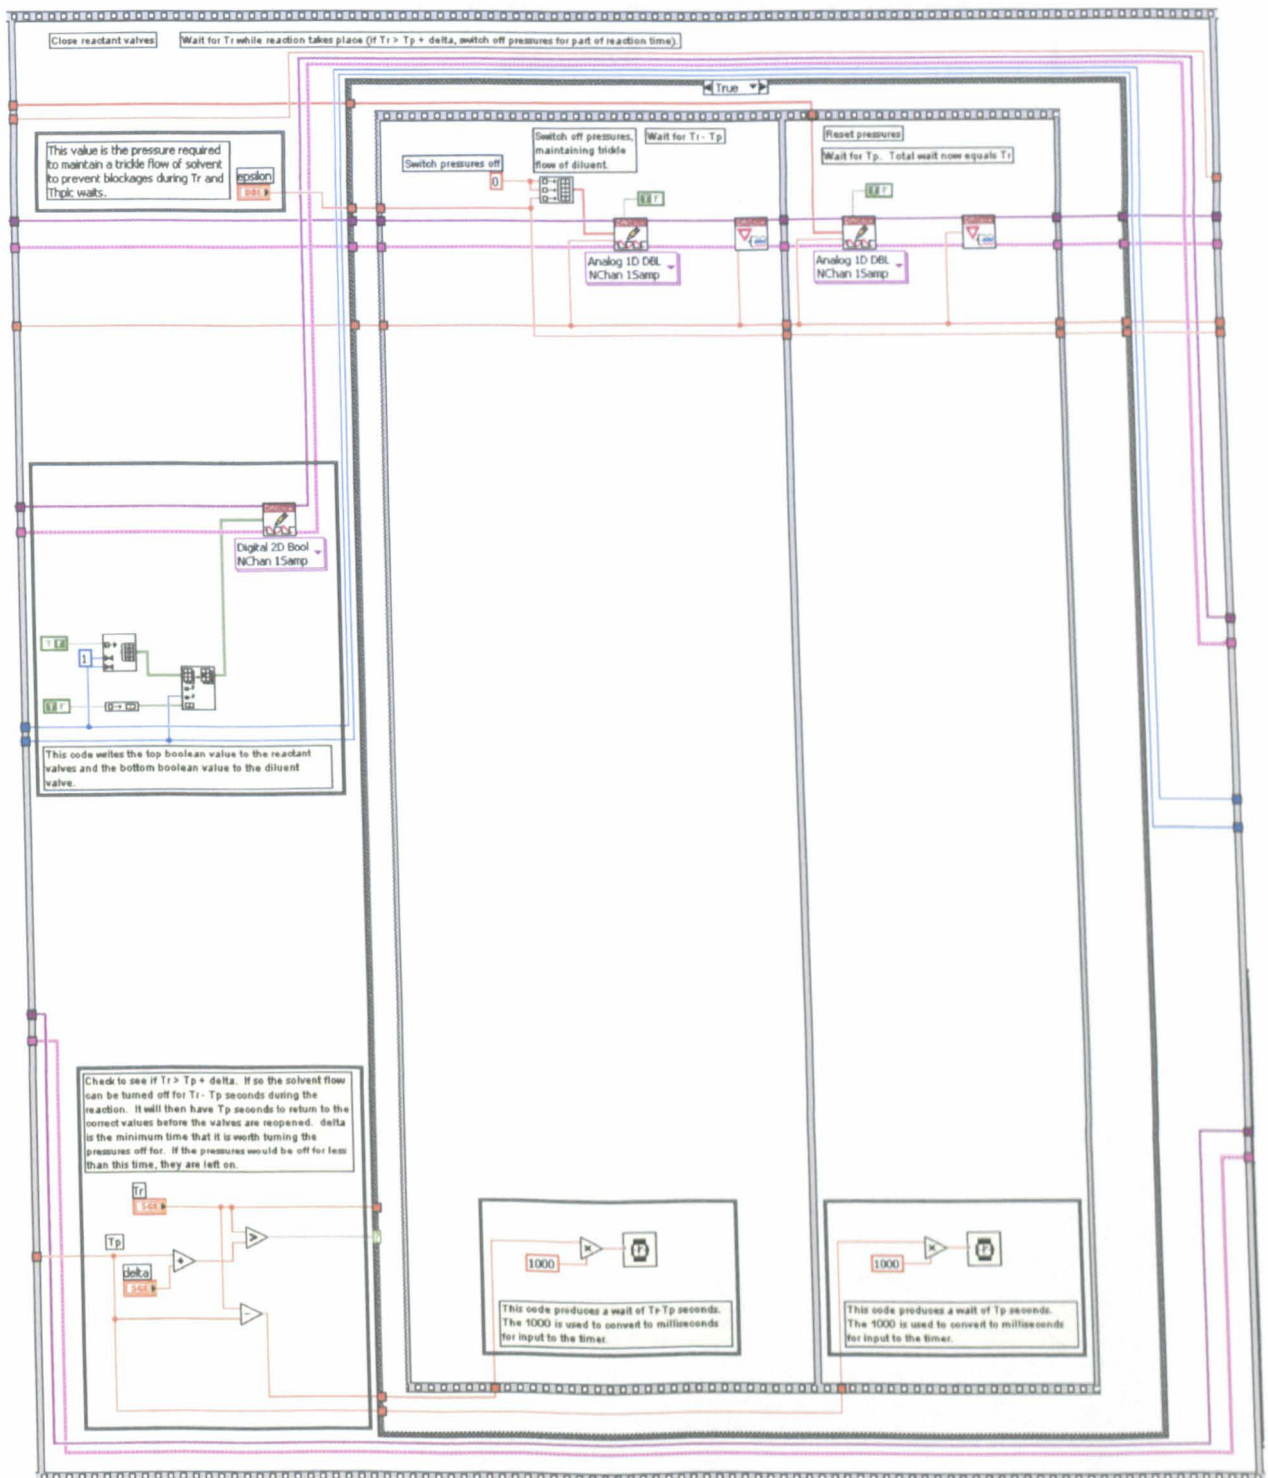 Close reactant valves
Wait for Tr while reaction takes place (if Tr > Tp + delta, switch off pressures for part of reaction time)
True
This value is the pressure required
to maintain a trickle flow of solvent
to prevent blockages during Tr and
Thplc waits.
epsilon
DBL
Switch pressures off
0
Switch off pressures,
maintaining trickle
flow of diluent.
Wait for Tr - Tp
T F
Analog 1D DBL
NChan 1Samp
Reset pressures
Wait for Tp. Total wait now equals Tr
T F
Analog 1D DBL
NChan 1Samp
Digital 2D Bool
NChan 1Samp
T F
1
T F
This code writes the top boolean value to the reactant
valves and the bottom boolean value to the diluent
valve.
Check to see if Tr > Tp + delta. If so the solvent flow
can be turned off for Tr - Tp seconds during the
reaction. It will then have Tp seconds to return to the
correct values before the valves are reopened. delta
is the minimum time that it is worth turning the
pressures off for. If the pressures would be off for less
than this time, they are left on.
Tr
SGL
Tp
delta
SGL
1000
This code produces a wait of Tr-Tp seconds.
The 1000 is used to convert to milliseconds
for input to the timer.
1000
This code produces a wait of Tp seconds.
The 1000 is used to convert to milliseconds
for input to the timer.